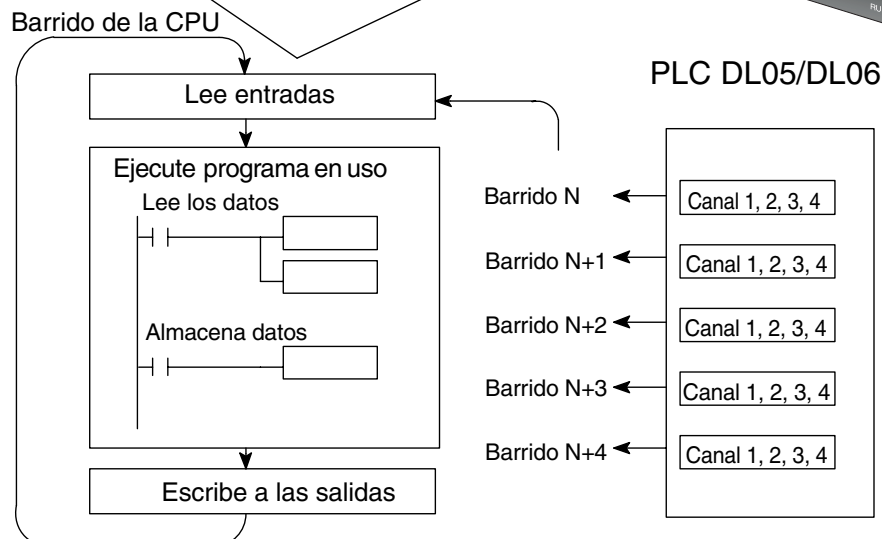 Barrido de la CPU
RU
PLC DL05/DL06
Lee entradas
Ejecute programa en uso
Lee los datos
Almacena datos
Escribe a las salidas
Barrido N
Canal 1, 2, 3, 4
Barrido N+1
Canal 1, 2, 3, 4
Barrido N+2
Canal 1, 2, 3, 4
Barrido N+3
Canal 1, 2, 3, 4
Barrido N+4
Canal 1, 2, 3, 4